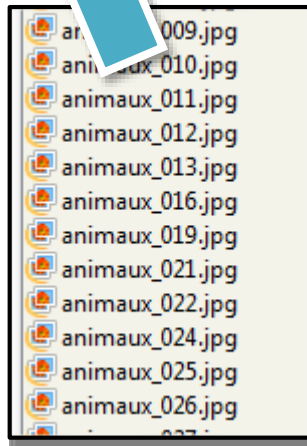 009.jpg
animaux_010.jpg
animaux_011.jpg
animaux_012.jpg
animaux_013.jpg
animaux_016.jpg
animaux_019.jpg
animaux_021.jpg
animaux_022.jpg
animaux_024.jpg
animaux_025.jpg
animaux_026.jpg